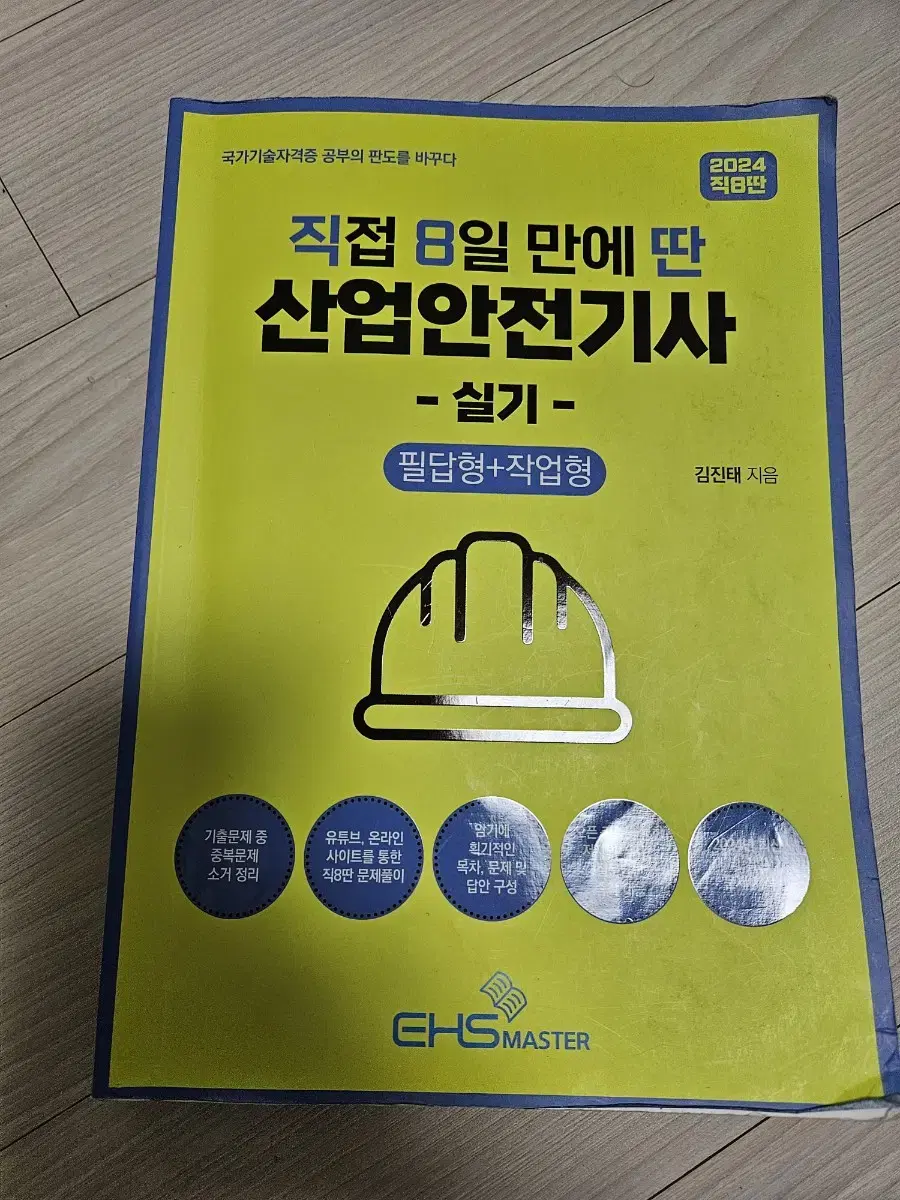 국가기술자격증 공부의 판도를 바꾸다
2024
직8딴
직접 8일 만에 딴
산업안전기사
- 실기 -
필답형+작업형
김진태 지음
기출문제 중
중복문제
소거 정리
유튜브, 온라인
사이트를 통한
직8딴 문제풀이
암기에
획기적인
목차, 문제 및
답안 구성
EHS MASTER